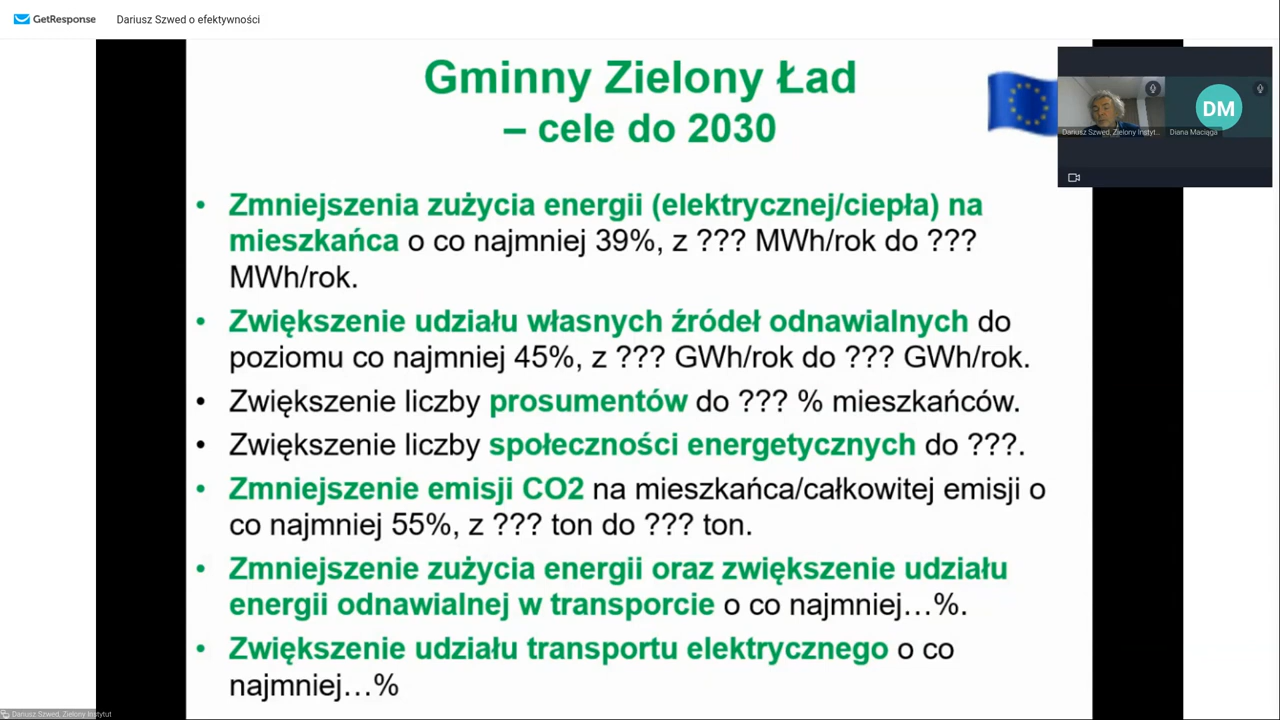 GetResponse
Dariusz Szwed o efektywności
Gminny Zielony Ład
– cele do 2030
• Zmniejszenia zużycia energii (elektrycznej/ciepła) na
mieszkańca o co najmniej 39%, z ??? MWh/rok do ???
MWh/rok.
• Zwiększenie udziału własnych źródeł odnawialnych do
poziomu co najmniej 45%, z ??? GWh/rok do ??? GWh/rok.
• Zwiększenie liczby prosumentów do ??? % mieszkańców.
• Zwiększenie liczby społeczności energetycznych do ???.
• Zmniejszenie emisji CO2 na mieszkańca/całkowitej emisji o
co najmniej 55%, z ??? ton do ??? ton.
• Zmniejszenie zużycia energii oraz zwiększenie udziału
energii odnawialnej w transporcie o co najmniej…%.
• Zwiększenie udziału transportu elektrycznego o co
najmniej…%
DM
Dariusz Szwed, Zielony Instyt...
Diana Maciąga
Dariusz Szwed, Zielony Instytut